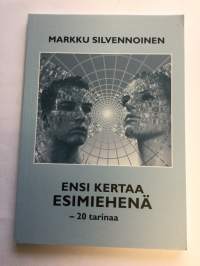 MARKKU SILVENNOINEN
ENSI KERTAA
ESIMIEHENÄ
– 20 tarinaa